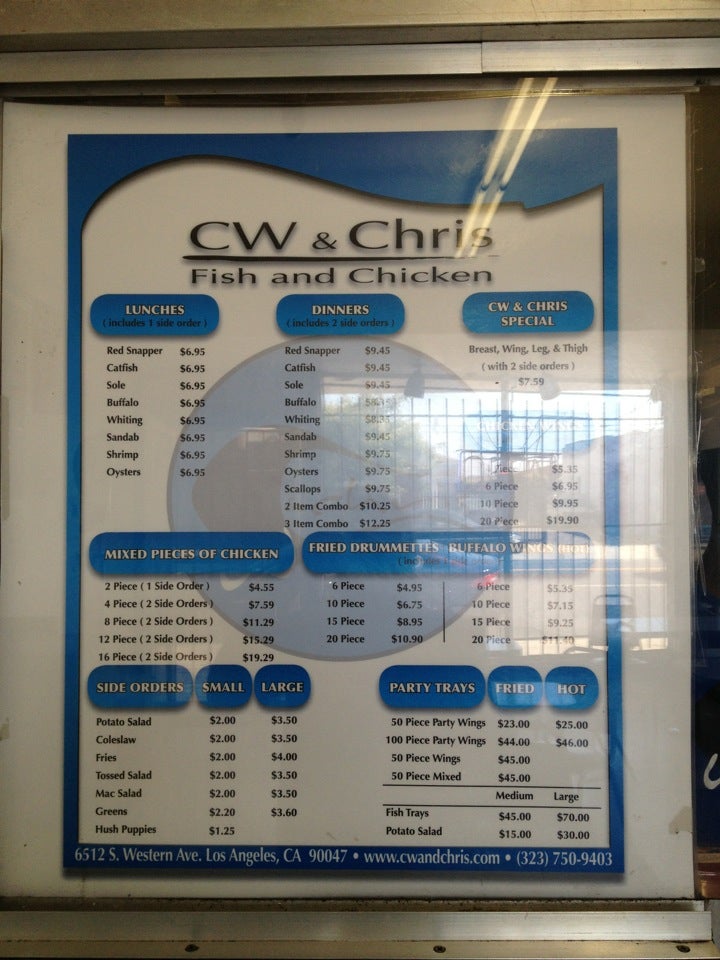 CW & Chris
Fish and Chicken
LUNCHES
( includes 1 side order )
Red Snapper $6.95
Catfish $6.95
Sole $6.95
Buffalo $6.95
Whiting $6.95
Sandab $6.95
Shrimp $6.95
Oysters $6.95
DINNERS
( includes 2 side orders )
Red Snapper $9.45
Catfish $9.45
Sole $9.45
Buffalo
Whiting $8.35
Sandab $9.45
Shrimp $9.75
Oysters $9.75
Scallops $9.75
2 Item Combo $10.25
3 Item Combo $12.25
CW & CHRIS
SPECIAL
Breast, Wing, Leg, & Thigh
( with 2 side orders )
$7.59
CHICKEN WINGS
Piece $5.35
6 Piece $6.95
10 Piece $9.95
20 Piece $19.90
MIXED PIECES OF CHICKEN
2 Piece ( 1 Side Order ) $4.55
4 Piece ( 2 Side Orders ) $7.59
8 Piece ( 2 Side Orders ) $11.29
12 Piece ( 2 Side Orders ) $15.29
16 Piece ( 2 Side Orders ) $19.29
FRIED DRUMMETTES BUFFALO WINGS (HOT)
(includes
6 Piece $4.95
10 Piece $6.75
15 Piece $8.95
20 Piece $10.90
6 Piece $5.35
10 Piece $7.15
15 Piece $9.25
20 Piece $11.40
SIDE ORDERS SMALL LARGE
Potato Salad $2.00 $3.50
Coleslaw $2.00 $3.50
Fries $2.00 $4.00
Tossed Salad $2.00 $3.50
Mac Salad $2.00 $3.50
Greens $2.20 $3.60
Hush Puppies $1.25
PARTY TRAYS FRIED HOT
50 Piece Party Wings $23.00 $25.00
100 Piece Party Wings $44.00 $46.00
50 Piece Wings $45.00
50 Piece Mixed $45.00
Medium Large
Fish Trays $45.00 $70.00
Potato Salad $15.00 $30.00
6512 S. Western Ave. Los Angeles, CA 90047 • www.cwandchris.com • (323) 750-9403